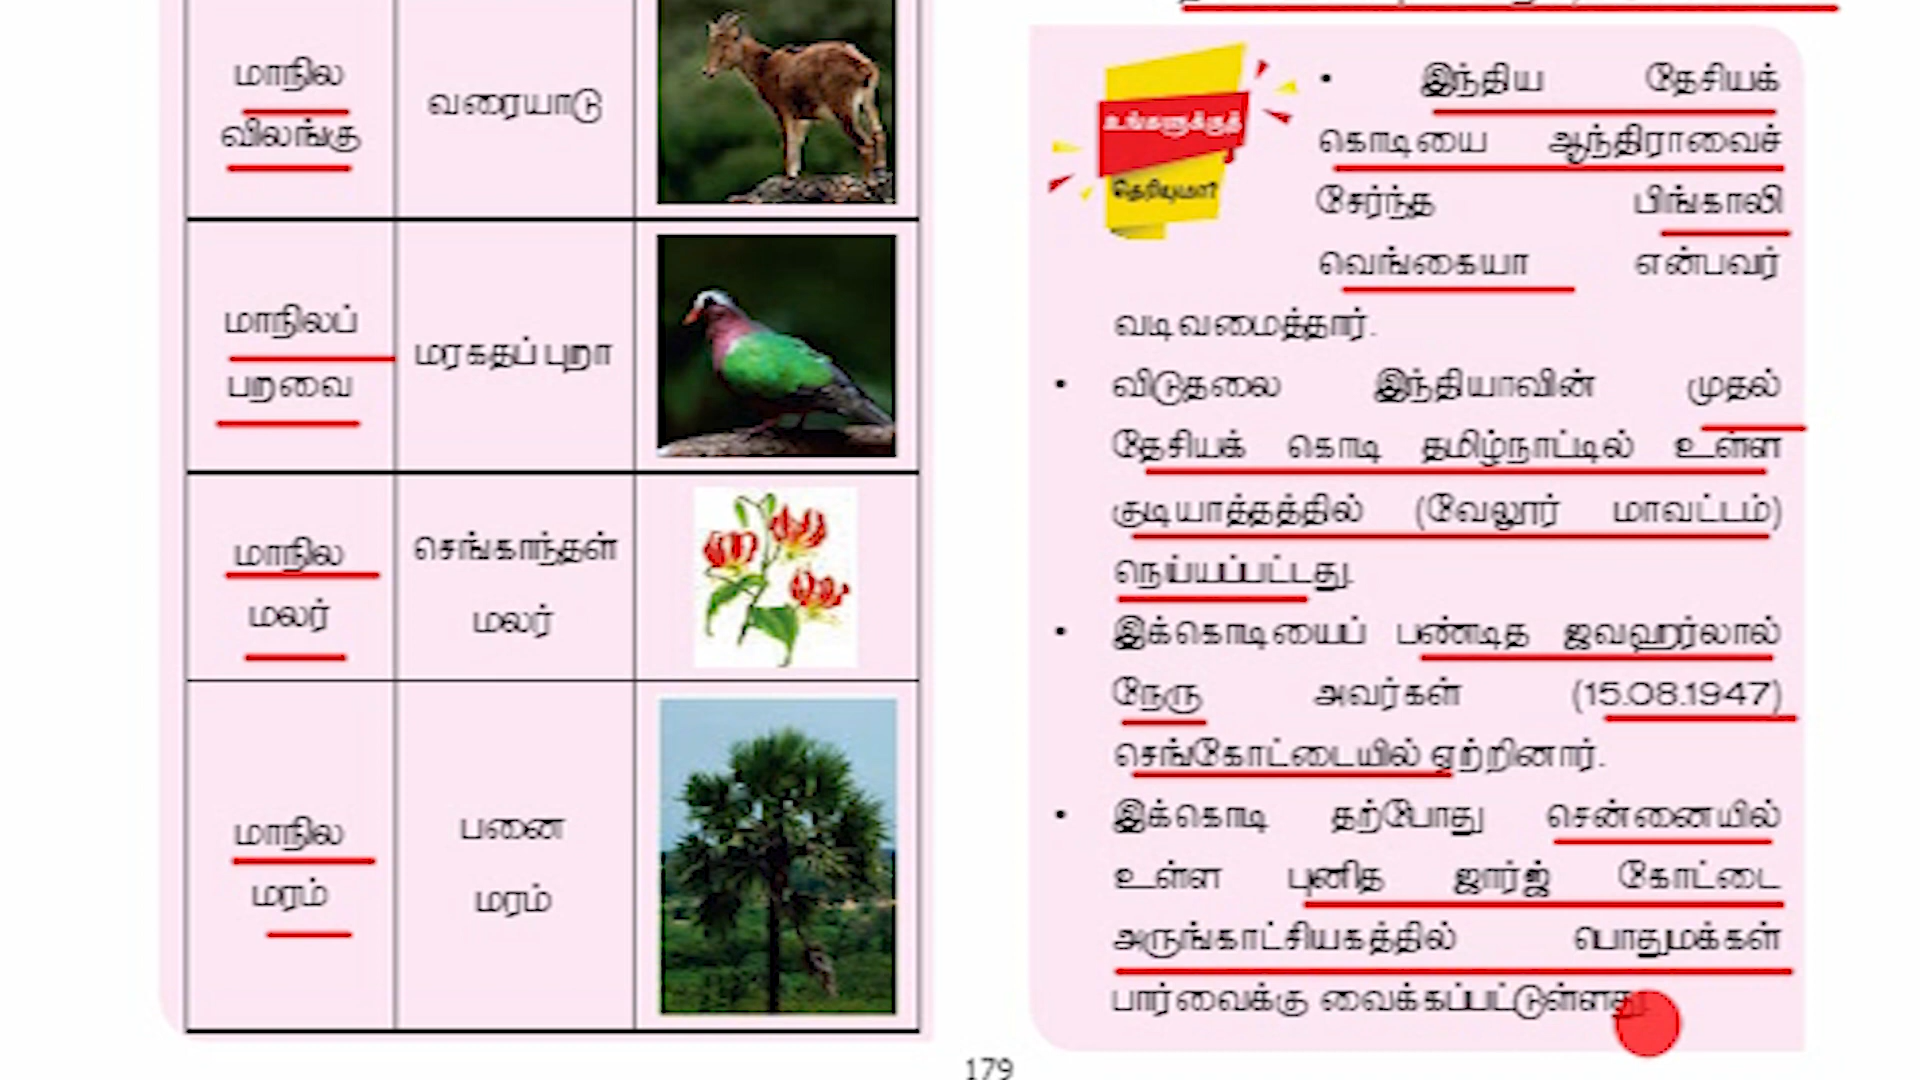 மாநில
விலங்கு
வரையாடு
மாநிலப்
பறவை
மரகதப் புறா
மாநில
மலர்
செங்காந்தள்
மலர்
மாநில
மரம்
பனை
மரம்
உங்களுக்குத்
தெரியுமா?
• இந்திய தேசியக்
கொடியை ஆந்திராவைச்
சேர்ந்த பிங்காலி
வெங்கையா என்பவர்
வடிவமைத்தார்.
• விடுதலை இந்தியாவின் முதல்
தேசியக் கொடி தமிழ்நாட்டில் உள்ள
குடியாத்தத்தில் (வேலூர் மாவட்டம்)
நெய்யப்பட்டது.
• இக்கொடியைப் பண்டித ஜவஹர்லால்
நேரு அவர்கள் (15.08.1947)
செங்கோட்டையில் ஏற்றினார்.
• இக்கொடி தற்போது சென்னையில்
உள்ள புனித ஜார்ஜ் கோட்டை
அருங்காட்சியகத்தில் பொதுமக்கள்
பார்வைக்கு வைக்கப்பட்டுள்ளது.
179